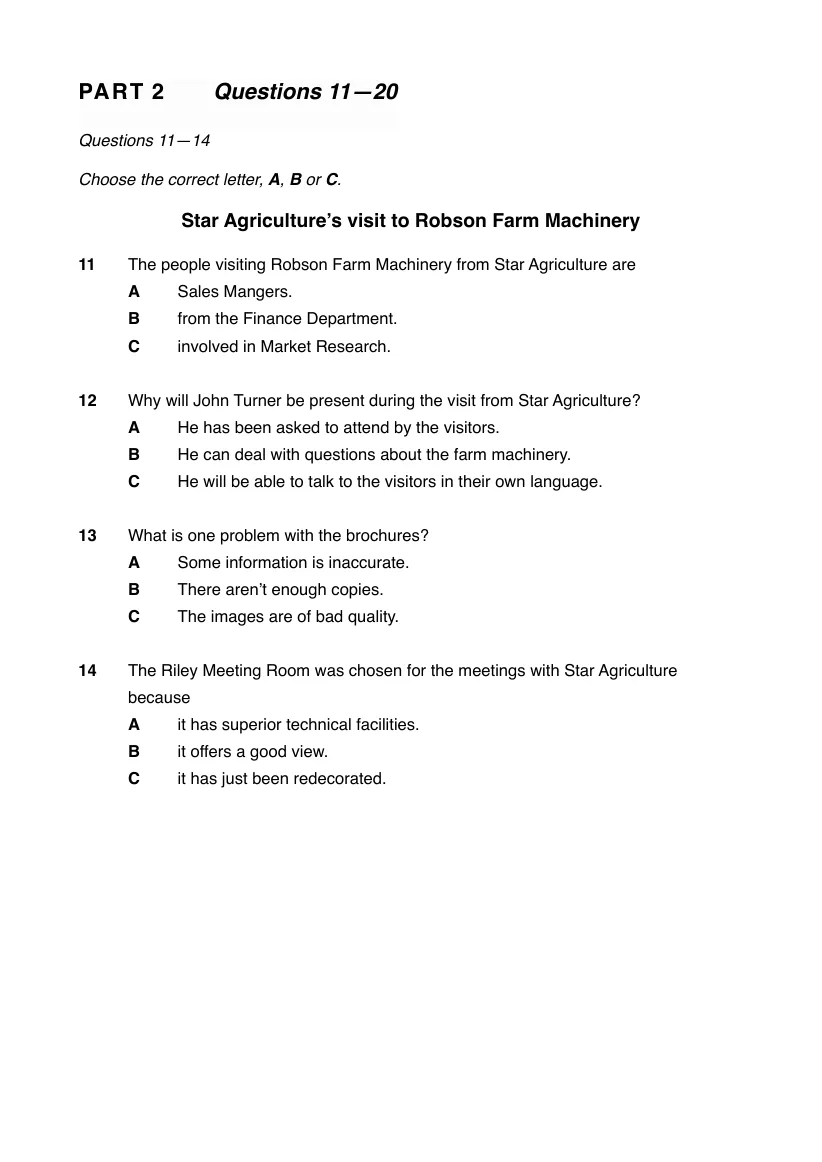 PART 2 Questions 11—20
Questions 11—14
Choose the correct letter, A, B or C.
Star Agriculture’s visit to Robson Farm Machinery
11 The people visiting Robson Farm Machinery from Star Agriculture are
A Sales Mangers.
B from the Finance Department.
C involved in Market Research.
12 Why will John Turner be present during the visit from Star Agriculture?
A He has been asked to attend by the visitors.
B He can deal with questions about the farm machinery.
C He will be able to talk to the visitors in their own language.
13 What is one problem with the brochures?
A Some information is inaccurate.
B There aren’t enough copies.
C The images are of bad quality.
14 The Riley Meeting Room was chosen for the meetings with Star Agriculture
because
A it has superior technical facilities.
B it offers a good view.
C it has just been redecorated.